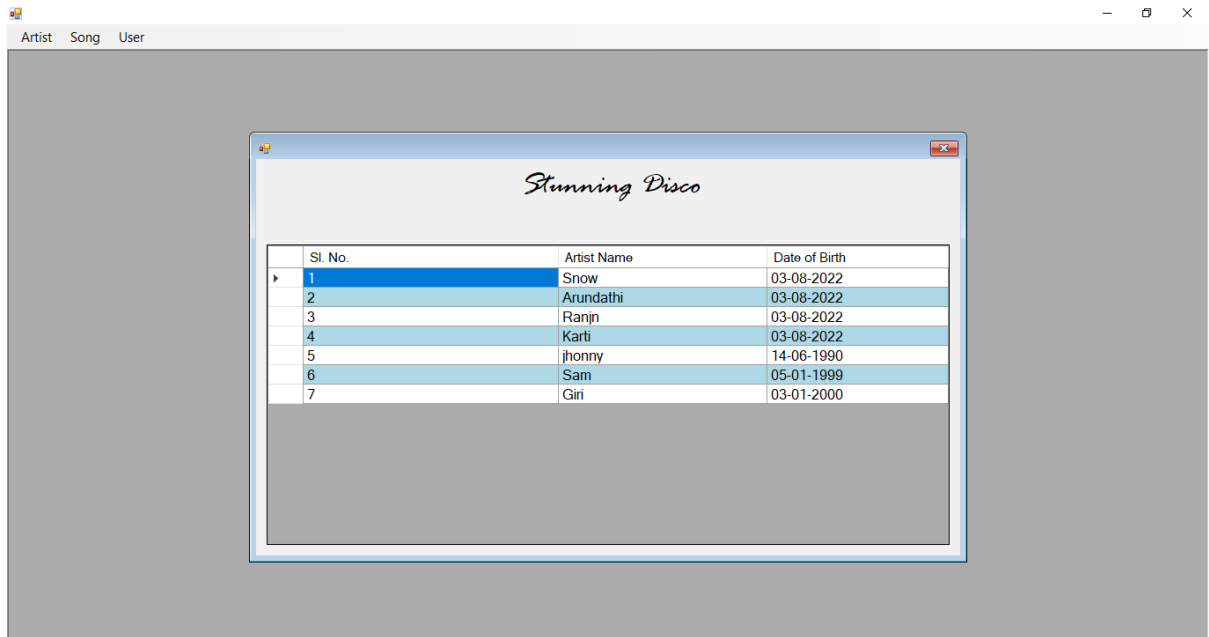 Artist Song User
Stunning Disco
Sl. No. Artist Name Date of Birth
1 Snow 03-08-2022
2 Arundathi 03-08-2022
3 Ranjn 03-08-2022
4 Karti 03-08-2022
5 jhonny 14-06-1990
6 Sam 05-01-1999
7 Giri 03-01-2000